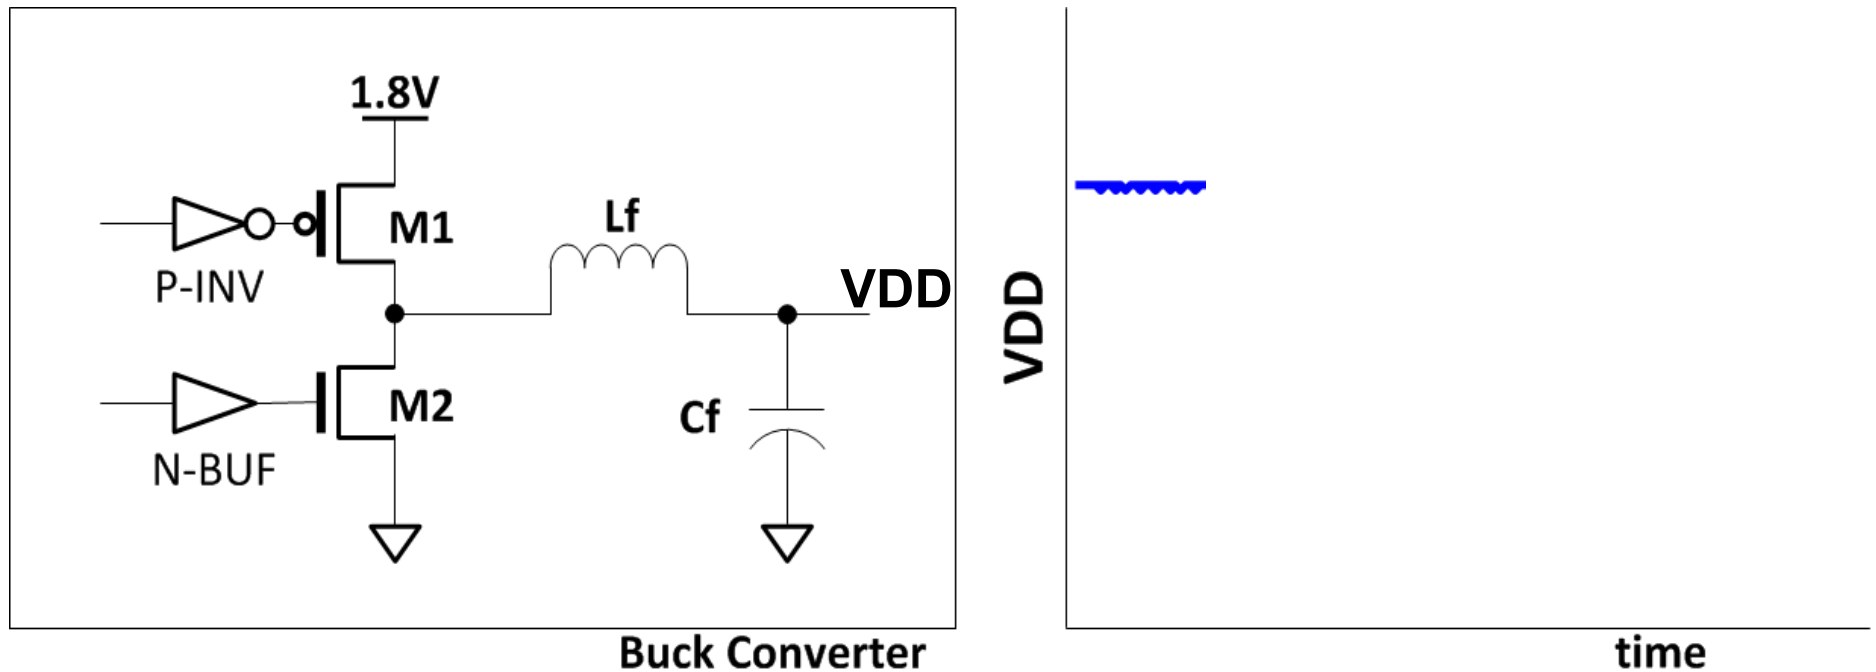 1.8V
M1
P-INV
Lf
VDD
M2
N-BUF
Cf
Buck Converter
VDD
time